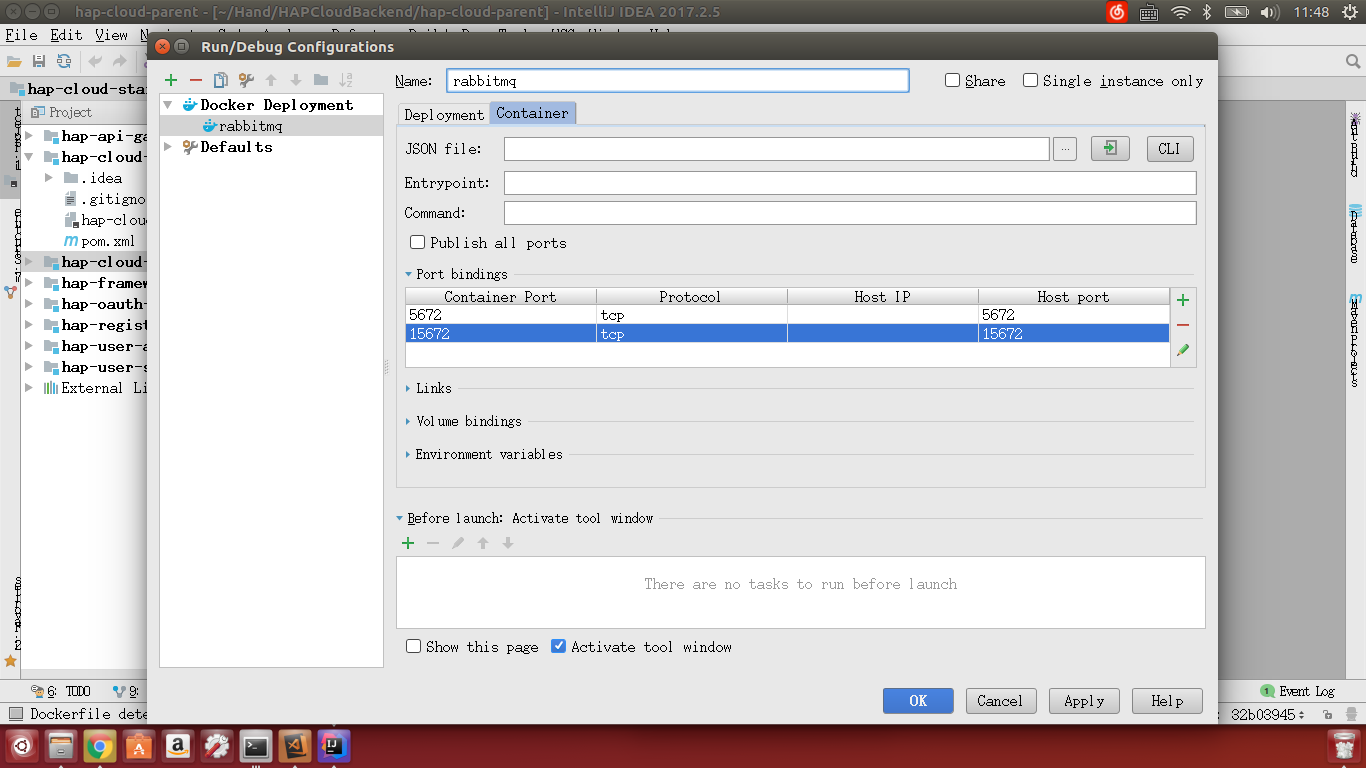 hap-cloud-parent - [~/Hand/HAPCloudBackend/hap-cloud-parent] - IntelliJ IDEA 2017.2.5
11:48
File Edit View
Run/Debug Configurations
hap-cloud-sta
Project
hap-api-ga
hap-cloud-
.idea
.gitigno
hap-clou
pom.xml
hap-cloud-
hap-framew
hap-oauth-
hap-regist
hap-user-a
hap-user-s
External Li
Docker Deployment
rabbitmq
Defaults
Name: rabbitmq
Share
Single instance only
Deployment Container
JSON file: ... CLI
Entrypoint:
Command:
Publish all ports
Port bindings
Container Port Protocol Host IP Host port
5672 tcp 5672
15672 tcp 15672
Links
Volume bindings
Environment variables
Before launch: Activate tool window
There are no tasks to run before launch
Show this page Activate tool window
OK Cancel Apply Help
Ant Build
Database
Maven Projects
6: TODO 9:
1 Event Log
Dockerfile dete
32b03945